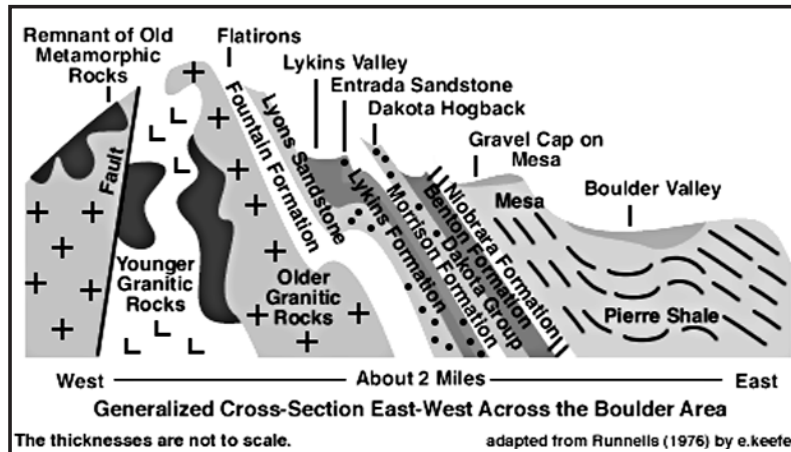 Remnant of Old
Metamorphic
Rocks
Flatirons
Lykins Valley
Entrada Sandstone
Dakota Hogback
Gravel Cap on
Mesa
Mesa
Boulder Valley
Fault
Fountain Formation
Lyons Sandstone
Lykins Formation
Morrison Formation
Dakota Group
Benton Formation
Niobrara Formation
Younger
Granitic
Rocks
Older
Granitic
Rocks
Pierre Shale
West
About 2 Miles
East
Generalized Cross-Section East-West Across the Boulder Area
The thicknesses are not to scale.
adapted from Runnells (1976) by e.keefe